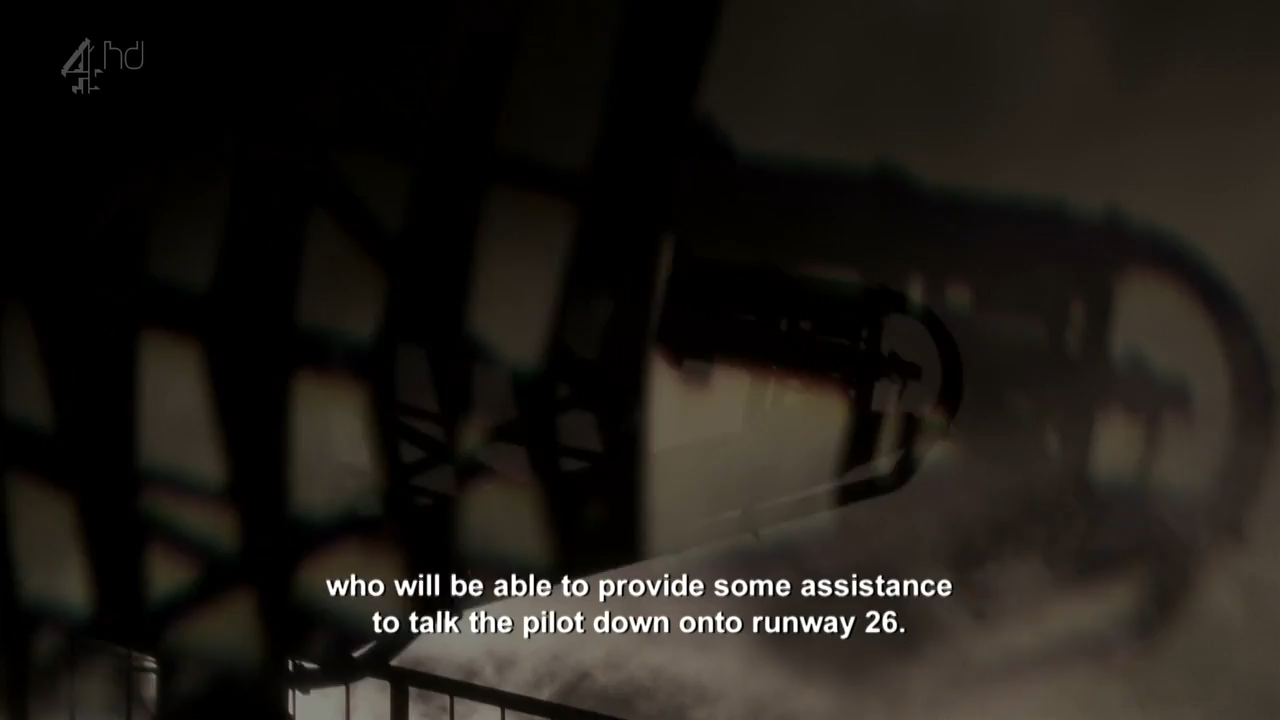 4hd
who will be able to provide some assistance
to talk the pilot down onto runway 26.